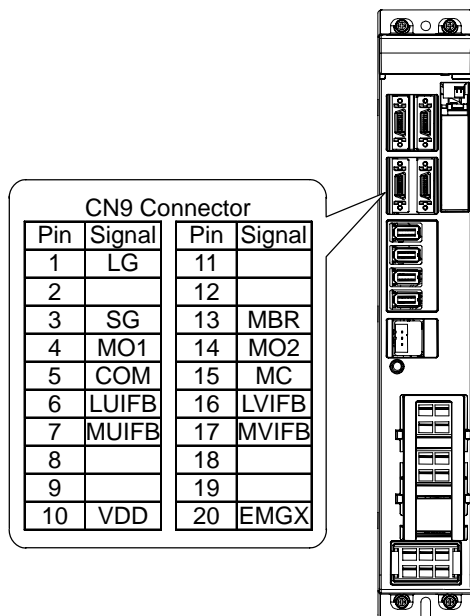 CN9 Connector
Pin Signal Pin Signal
1 LG 11
2 12
3 SG 13 MBR
4 MO1 14 MO2
5 COM 15 MC
6 LUIFB 16 LVIFB
7 MUIFB 17 MVIFB
8 18
9 19
10 VDD 20 EMGX